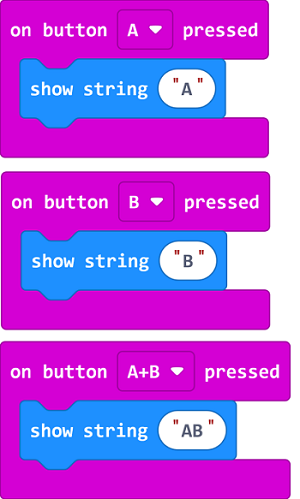 on button A pressed
show string "A"
on button B pressed
show string "B"
on button A+B pressed
show string "AB"